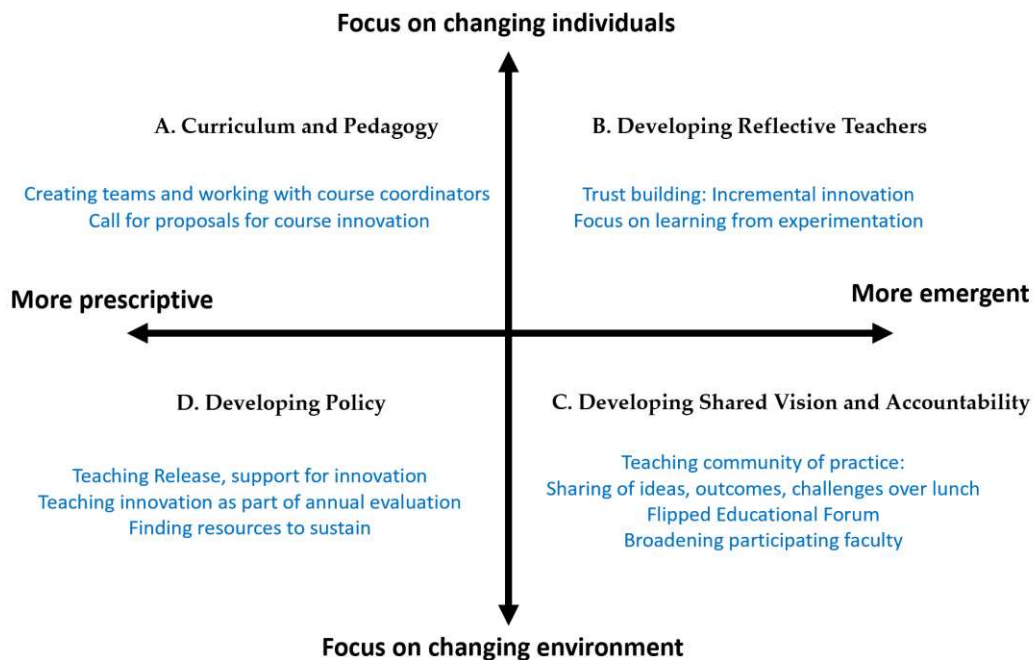 Focus on changing individuals
A. Curriculum and Pedagogy
Creating teams and working with course coordinators
Call for proposals for course innovation
B. Developing Reflective Teachers
Trust building: Incremental innovation
Focus on learning from experimentation
More prescriptive
More emergent
D. Developing Policy
Teaching Release, support for innovation
Teaching innovation as part of annual evaluation
Finding resources to sustain
C. Developing Shared Vision and Accountability
Teaching community of practice:
Sharing of ideas, outcomes, challenges over lunch
Flipped Educational Forum
Broadening participating faculty
Focus on changing environment